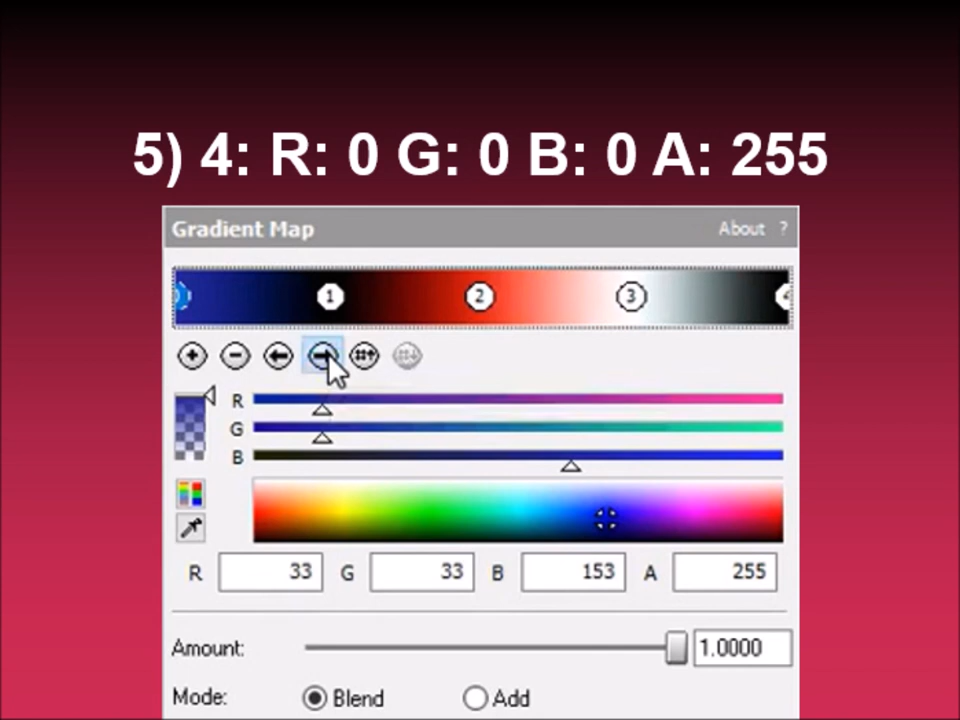 5) 4: R: 0 G: 0 B: 0 A: 255
Gradient Map About ?
1 2 3
R
G
B
R 33 G 33 B 153 A 255
Amount: 1.0000
Mode: Blend Add